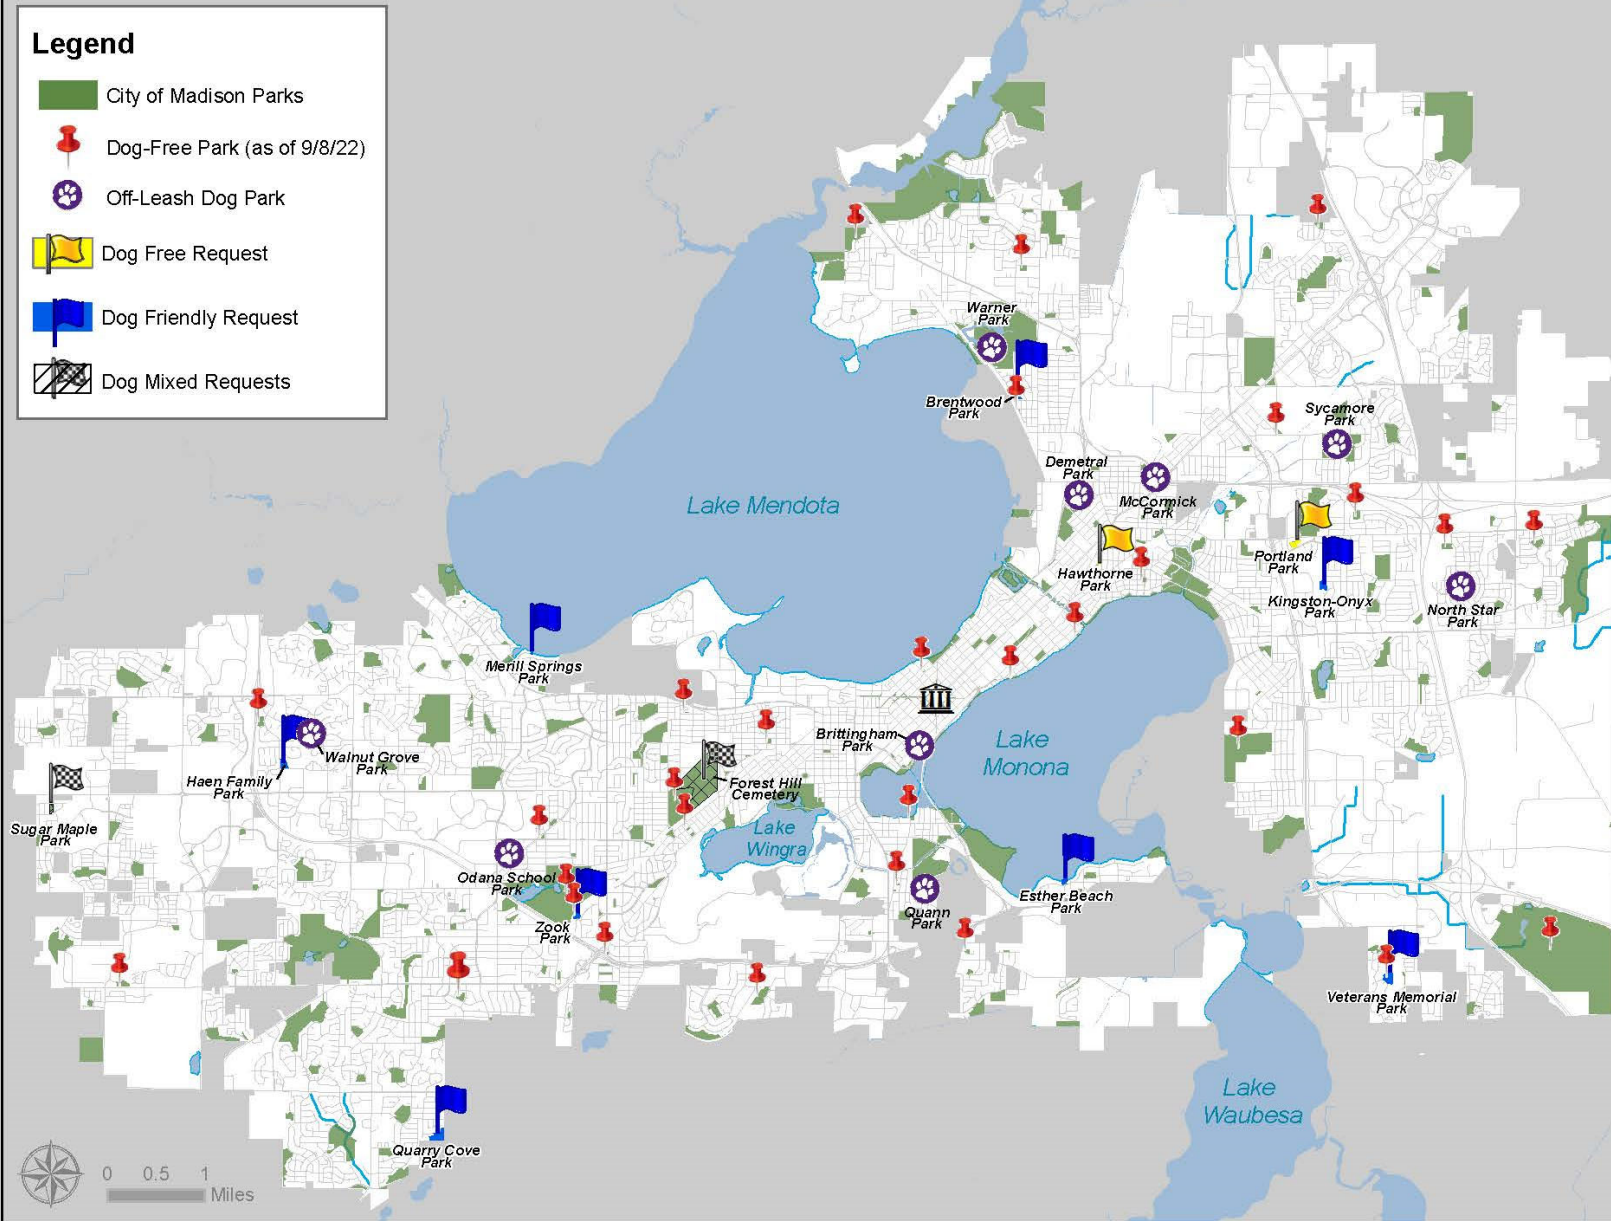 Legend
City of Madison Parks
Dog-Free Park (as of 9/8/22)
Off-Leash Dog Park
Dog Free Request
Dog Friendly Request
Dog Mixed Requests
Warner
Park
Brentwood
Park
Sycamore
Park
Demetral
Park
McCormick
Park
Lake Mendota
Hawthorne
Park
Portland
Park
Kingston-Onyx
Park
North Star
Park
Merill Springs
Park
Brittingham
Park
Lake
Monona
Walnut Grove
Park
Haen Family
Park
Forest Hill
Cemetery
Sugar Maple
Park
Lake
Wingra
Odana School
Park
Zook
Park
Quann
Park
Esther Beach
Park
Veterans Memorial
Park
Lake
Waubesa
Quarry Cove
Park
0 0.5 1
Miles